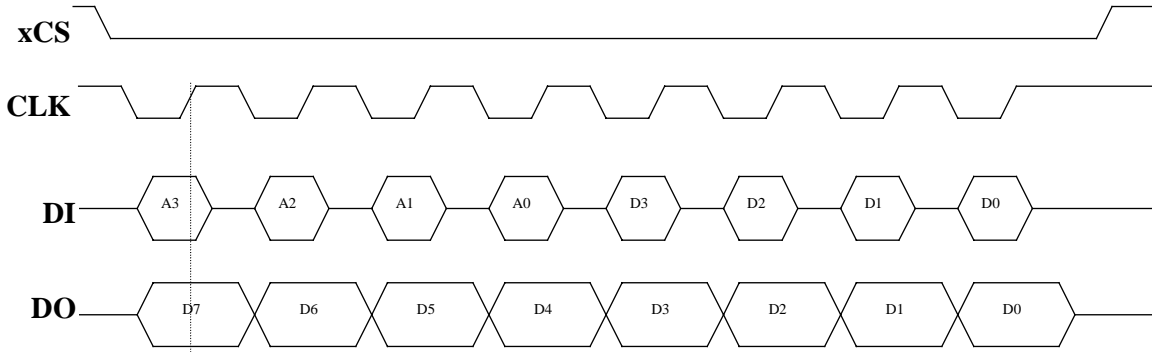 xCS
CLK
DI A3 A2 A1 A0 D3 D2 D1 D0
DO D7 D6 D5 D4 D3 D2 D1 D0